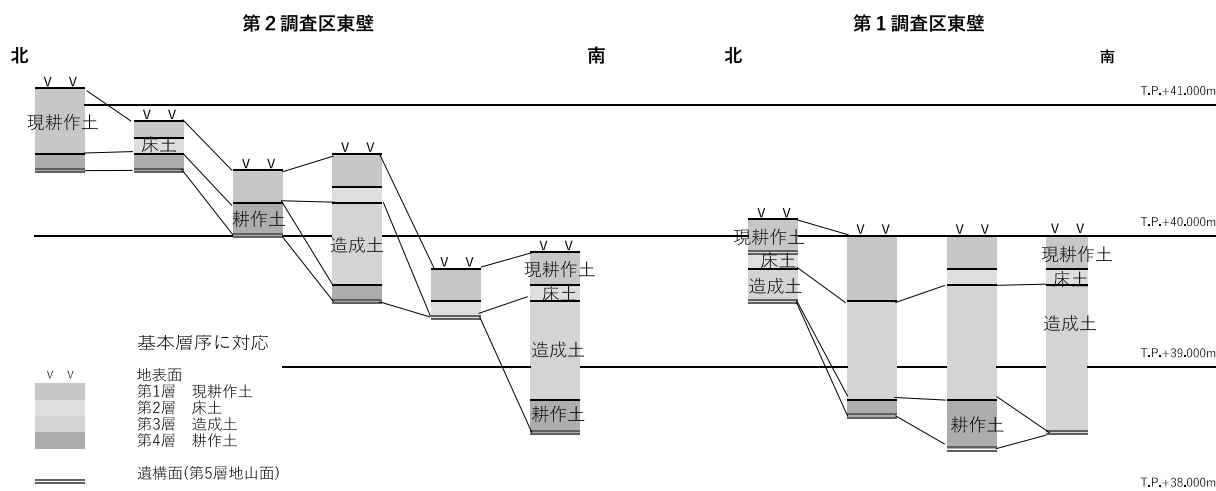 第２調査区東壁
第１調査区東壁
北
南
北
南
T.P.+41.000m
現耕作土
床土
耕作土
造成土
現耕作土
床土
造成土
耕作土
T.P.+40.000m
現耕作土
床土
造成土
耕作土
現耕作土
床土
造成土
T.P.+39.000m
T.P.+38.000m
基本層序に対応
地表面
第1層　現耕作土
第2層　床土
第3層　造成土
第4層　耕作土
遺構面(第5層地山面)